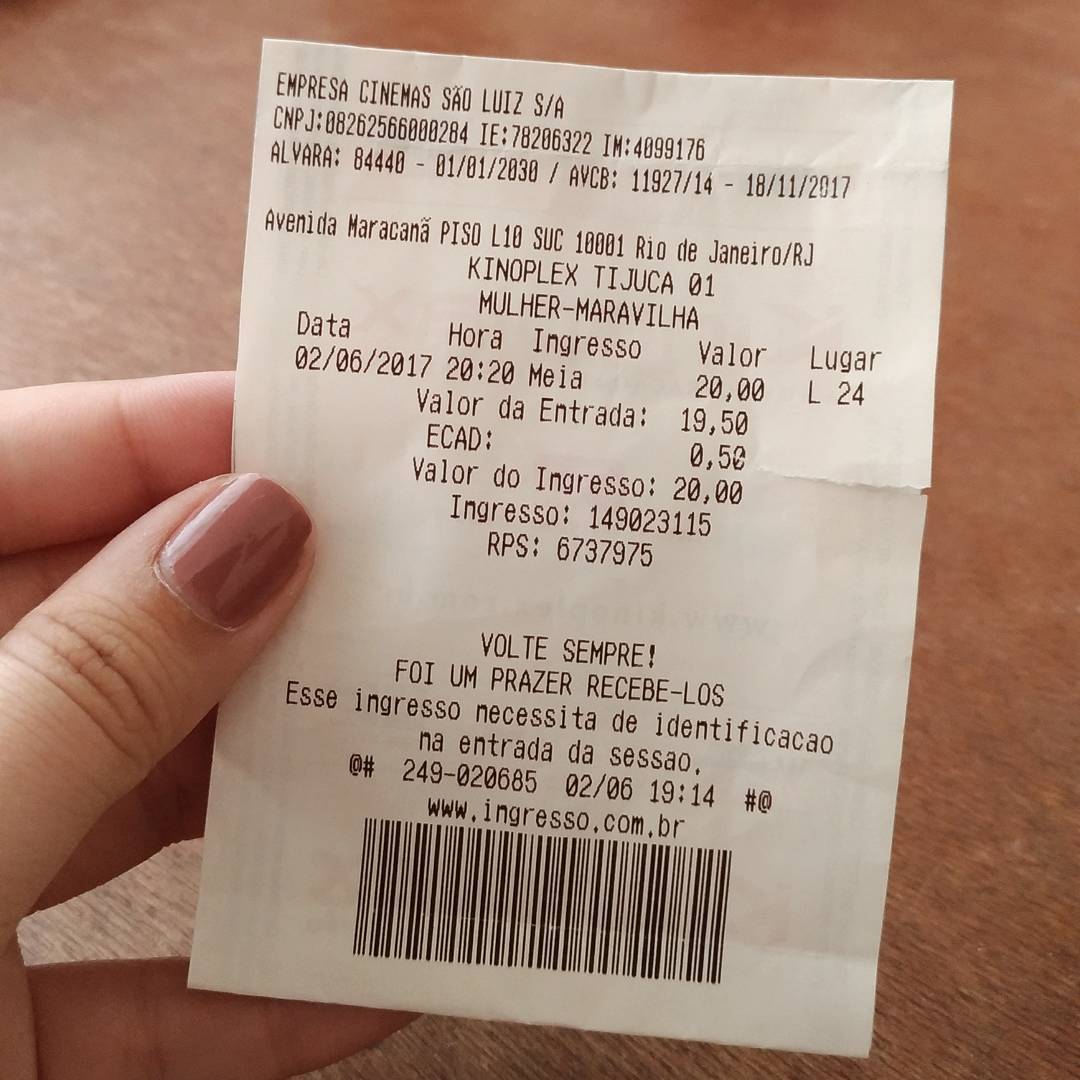 EMPRESA CINEMAS SÃO LUIZ S/A
CNPJ:08262566000284 IE:78206322 IM:4099176
ALVARA: 84440 - 01/01/2030 / AVCB: 11927/14 - 18/11/2017
Avenida Maracanã PISO L10 SUC 10001 Rio de Janeiro/RJ
KINOPLEX TIJUCA 01
MULHER-MARAVILHA
Data Hora Ingresso Valor Lugar
02/06/2017 20:20 Meia 20,00 L 24
Valor da Entrada: 19,50
ECAD: 0,50
Valor do Ingresso: 20,00
Ingresso: 149023115
RPS: 6737975
VOLTE SEMPRE!
FOI UM PRAZER RECEBE-LOS
Esse ingresso necessita de identificacao
na entrada da sessao.
@# 249-020685 02/06 19:14 #@
www.ingresso.com.br